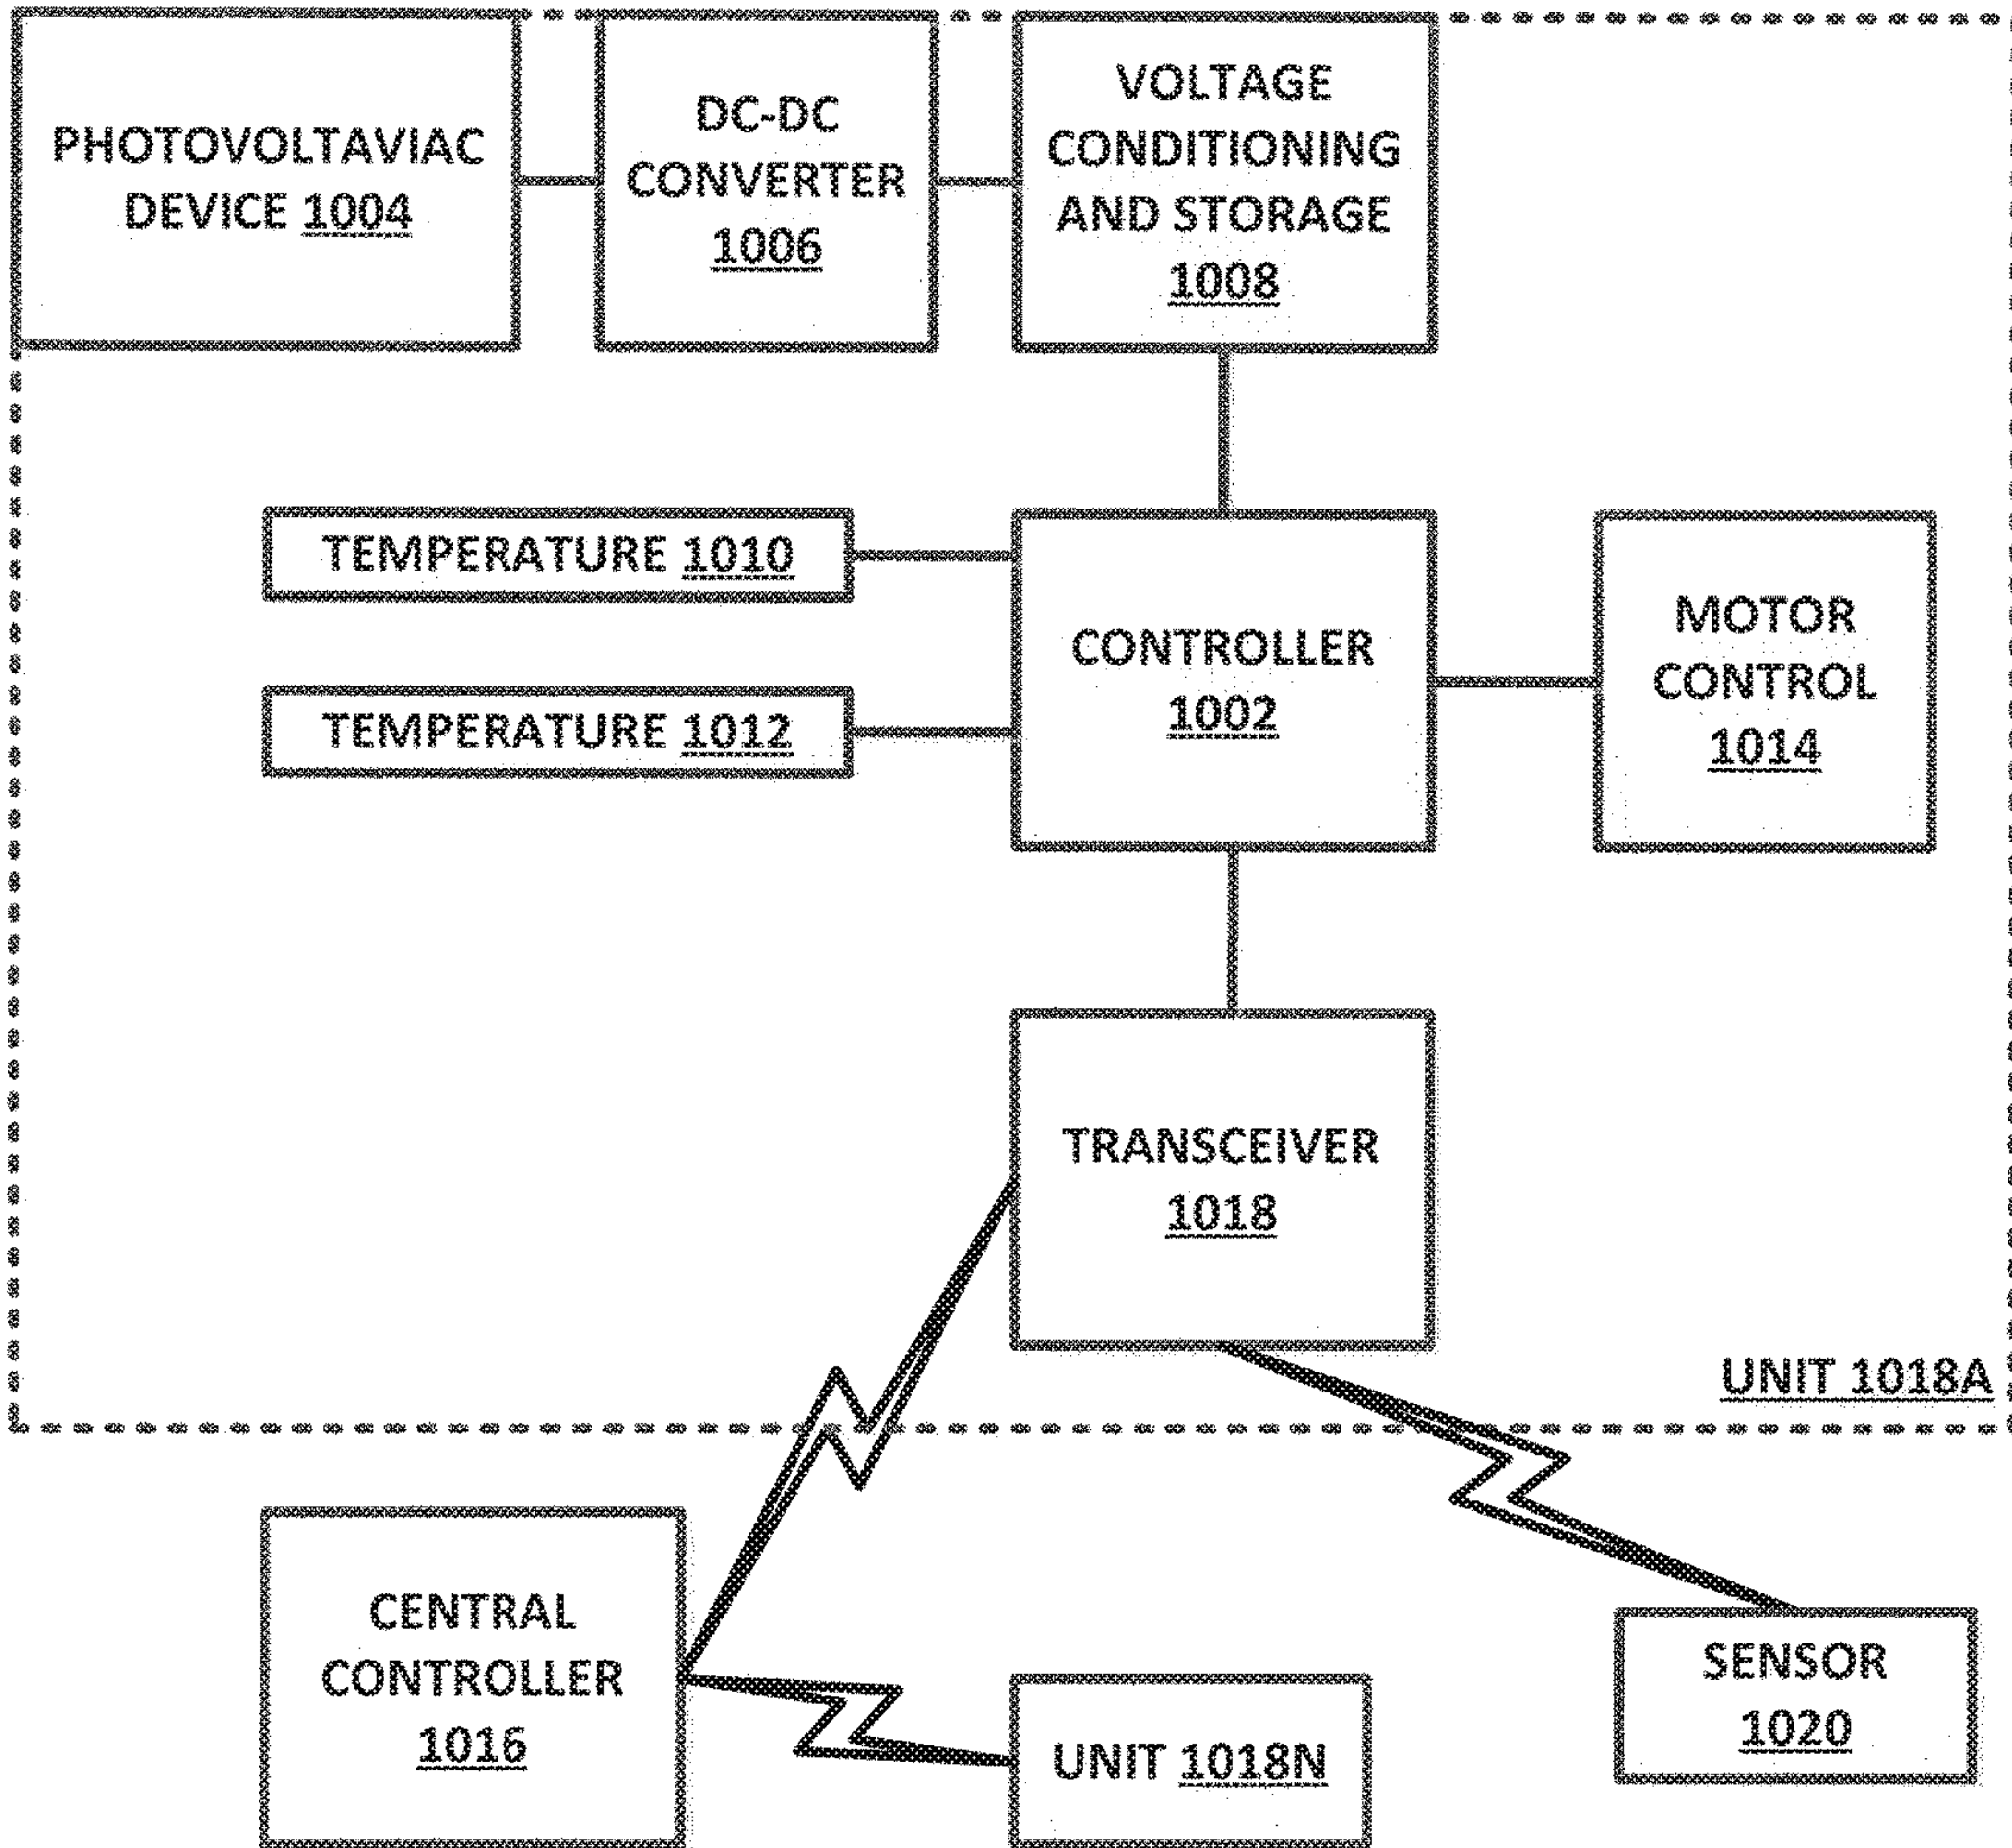 PHOTOVOLTAVIAC
DEVICE 1004
DC-DC
CONVERTER
1006
VOLTAGE
CONDITIONING
AND STORAGE
1008
TEMPERATURE 1010
TEMPERATURE 1012
CONTROLLER
1002
MOTOR
CONTROL
1014
TRANSCEIVER
1018
UNIT 1018A
CENTRAL
CONTROLLER
1016
UNIT 1018N
SENSOR
1020